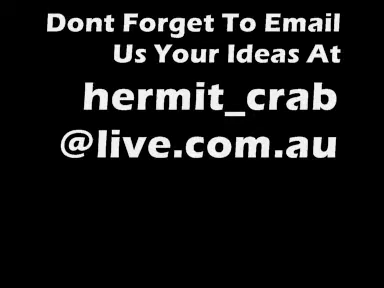 Dont Forget To Email
Us Your Ideas At
hermit_crab
@live.com.au